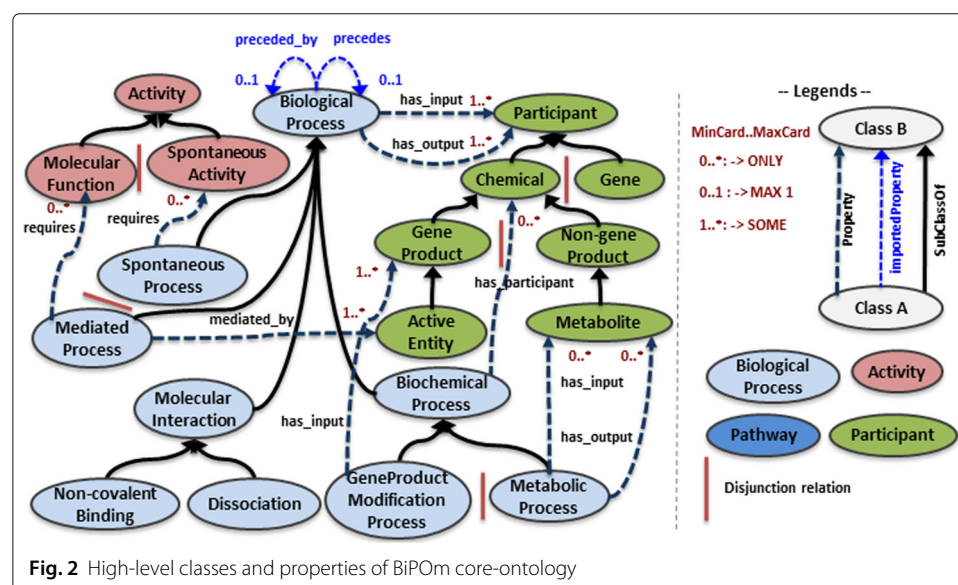 preceded_by precedes
0..1 0..1
Activity
Biological
Process
has_input
1..*
Participant
has_output
1..*
Molecular
Function
Spontaneous
Activity
Chemical
Gene
0..*
requires
0..*
requires
0..*
Gene
Product
Non-gene
Product
Spontaneous
Process
1..*
has_participant
Mediated
Process
mediated_by
1..*
Active
Entity
Metabolite
0..* 0..*
Molecular
Interaction
Biochemical
Process
has_input
has_input
has_output
Non-covalent
Binding
Dissociation
GeneProduct
Modification
Process
Metabolic
Process
-- Legends --
MinCard..MaxCard
0..*: -> ONLY
0..1 : -> MAX 1
1..*: -> SOME
Class B
Property
importedProperty
SubClassOf
Class A
Biological
Process
Activity
Pathway
Participant
Disjunction relation
Fig. 2 High-level classes and properties of BiPOm core-ontology